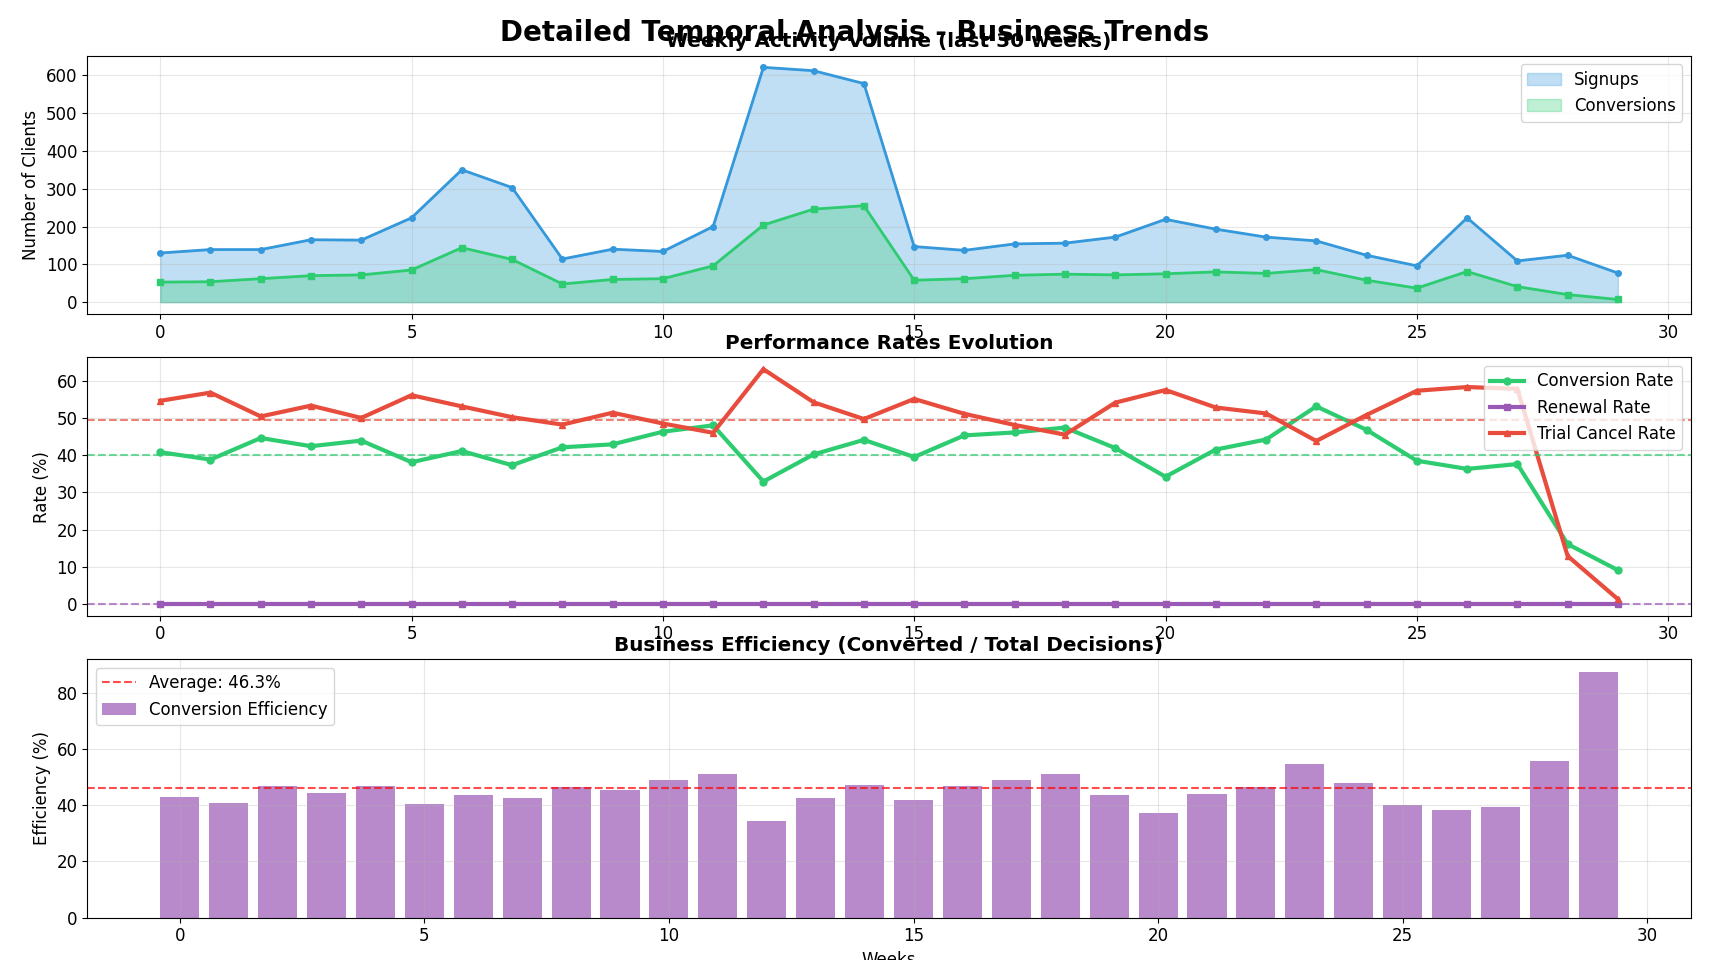 Detailed Temporal Analysis - Business Trends
Weekly Activity Volume (last 30 weeks)
Number of Clients
600
500
400
300
200
100
0
Signups
Conversions
0 5 10 15 20 25 30
Performance Rates Evolution
Rate (%)
60
50
40
30
20
10
0
Conversion Rate
Renewal Rate
Trial Cancel Rate
0 5 10 15 20 25 30
Business Efficiency (Converted / Total Decisions)
Efficiency (%)
80
60
40
20
0
Average: 46.3%
Conversion Efficiency
0 5 10 15 20 25 30
Weeks